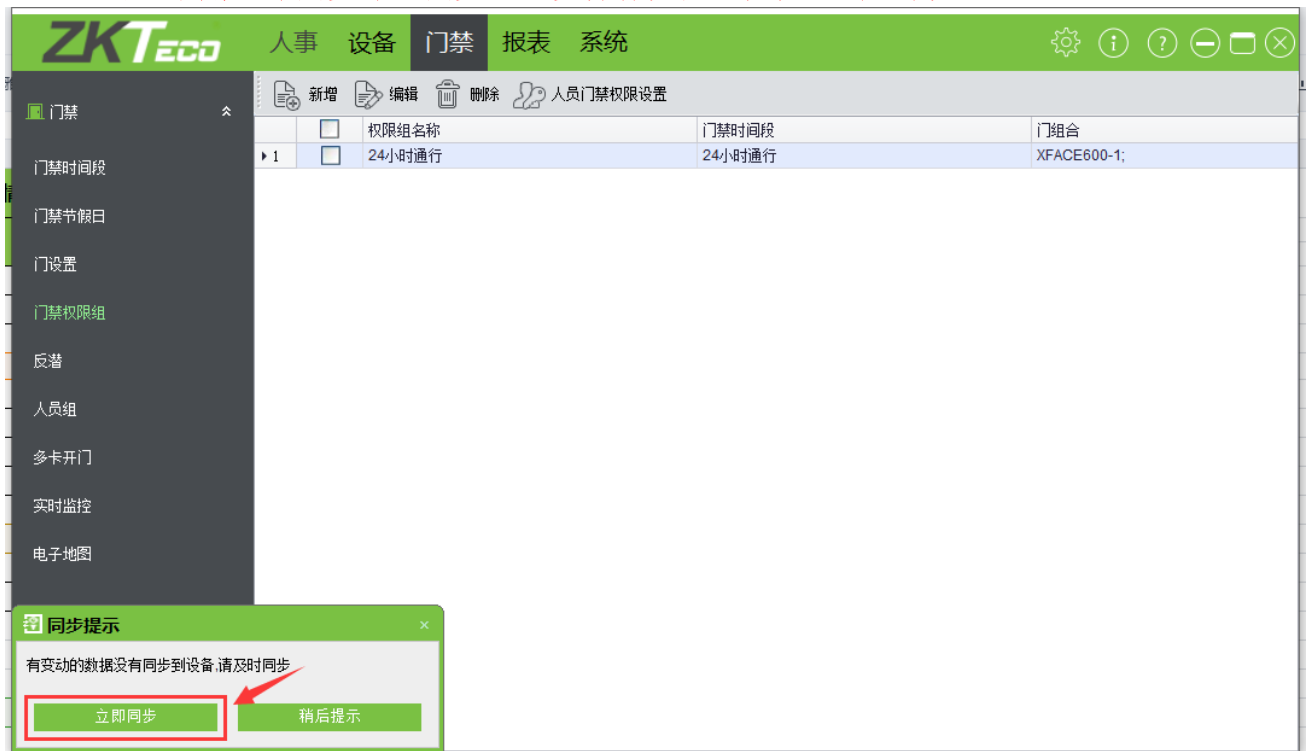 ZKTeco 人事 设备 门禁 报表 系统
门禁
新增 编辑 删除 人员门禁权限设置
权限组名称 门禁时间段 门组合
1 24小时通行 24小时通行 XFACE600-1;
门禁时间段
门禁节假日
门设置
门禁权限组
反潜
人员组
多卡开门
实时监控
电子地图
同步提示
有变动的数据没有同步到设备,请及时同步
立即同步 稍后提示